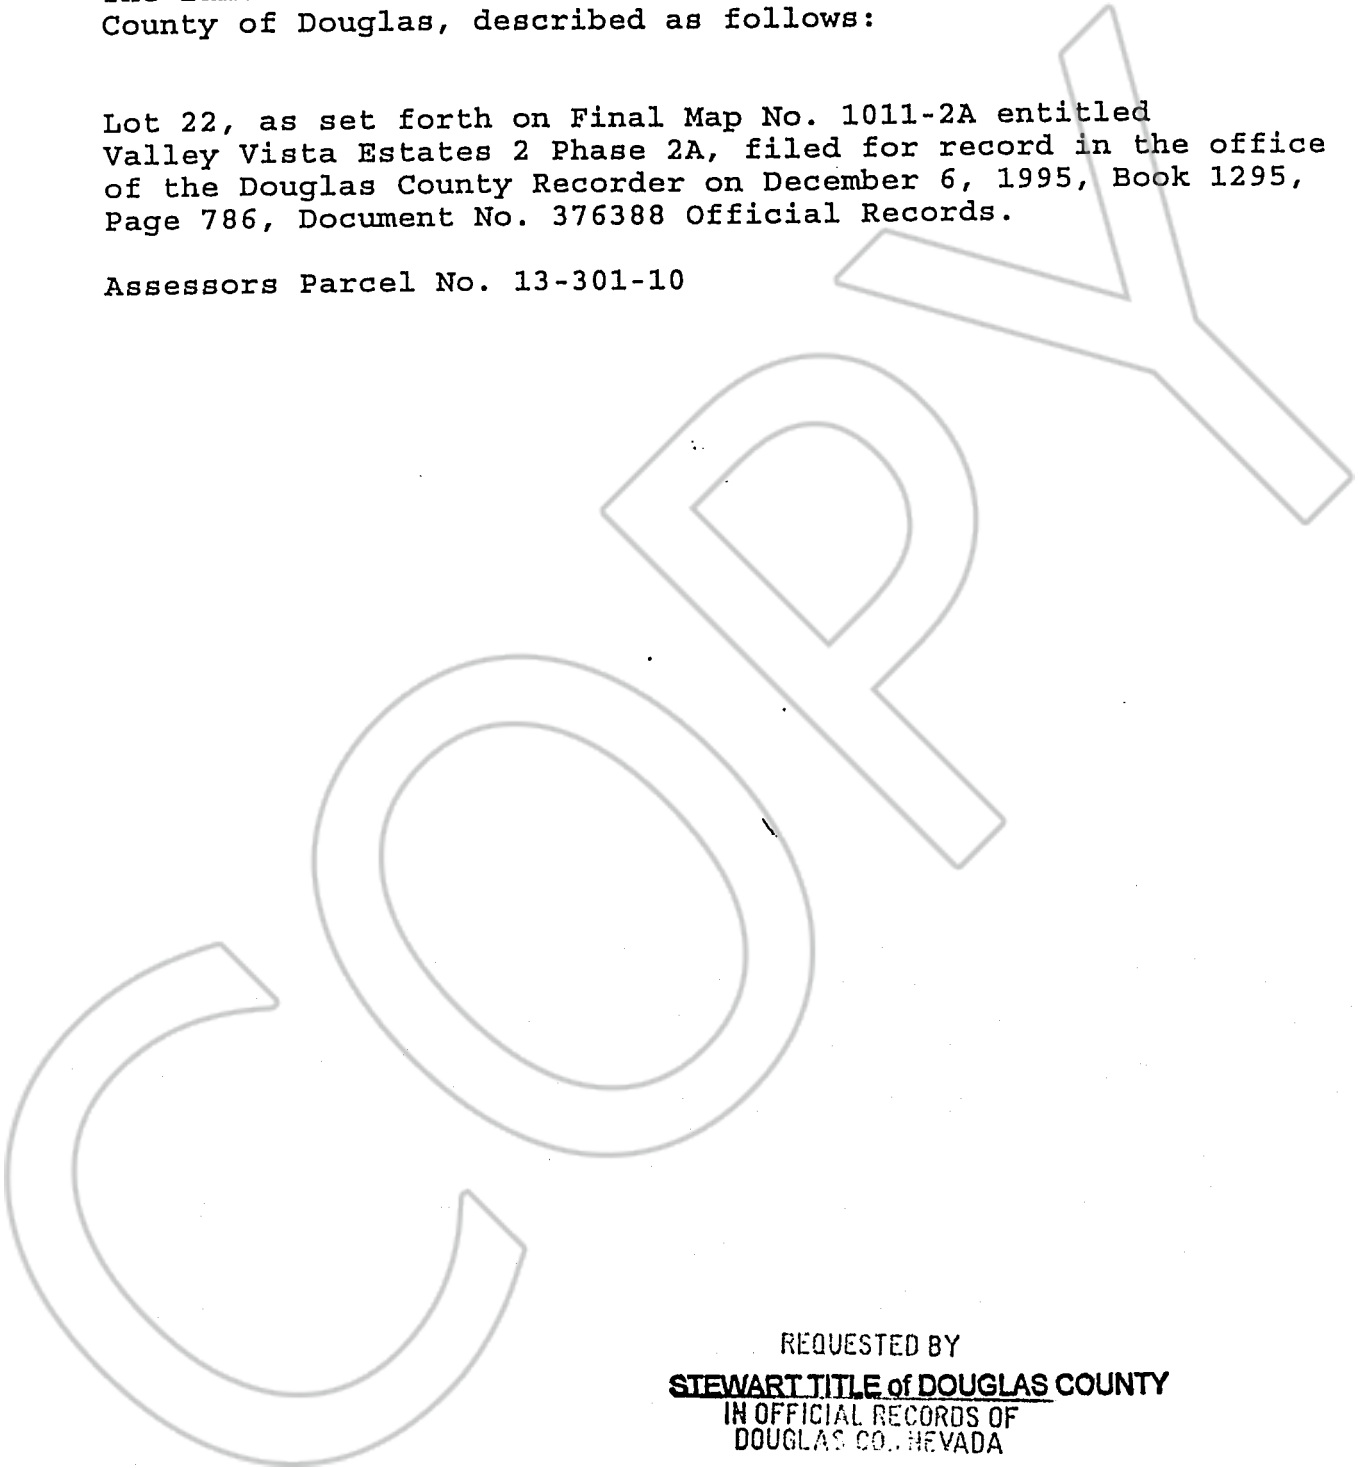 County of Douglas, described as follows:
Lot 22, as set forth on Final Map No. 1011-2A entitled
Valley Vista Estates 2 Phase 2A, filed for record in the office
of the Douglas County Recorder on December 6, 1995, Book 1295,
Page 786, Document No. 376388 Official Records.
Assessors Parcel No. 13-301-10
COPY
REQUESTED BY
STEWART TITLE of DOUGLAS COUNTY
IN OFFICIAL RECORDS OF
DOUGLAS CO., NEVADA